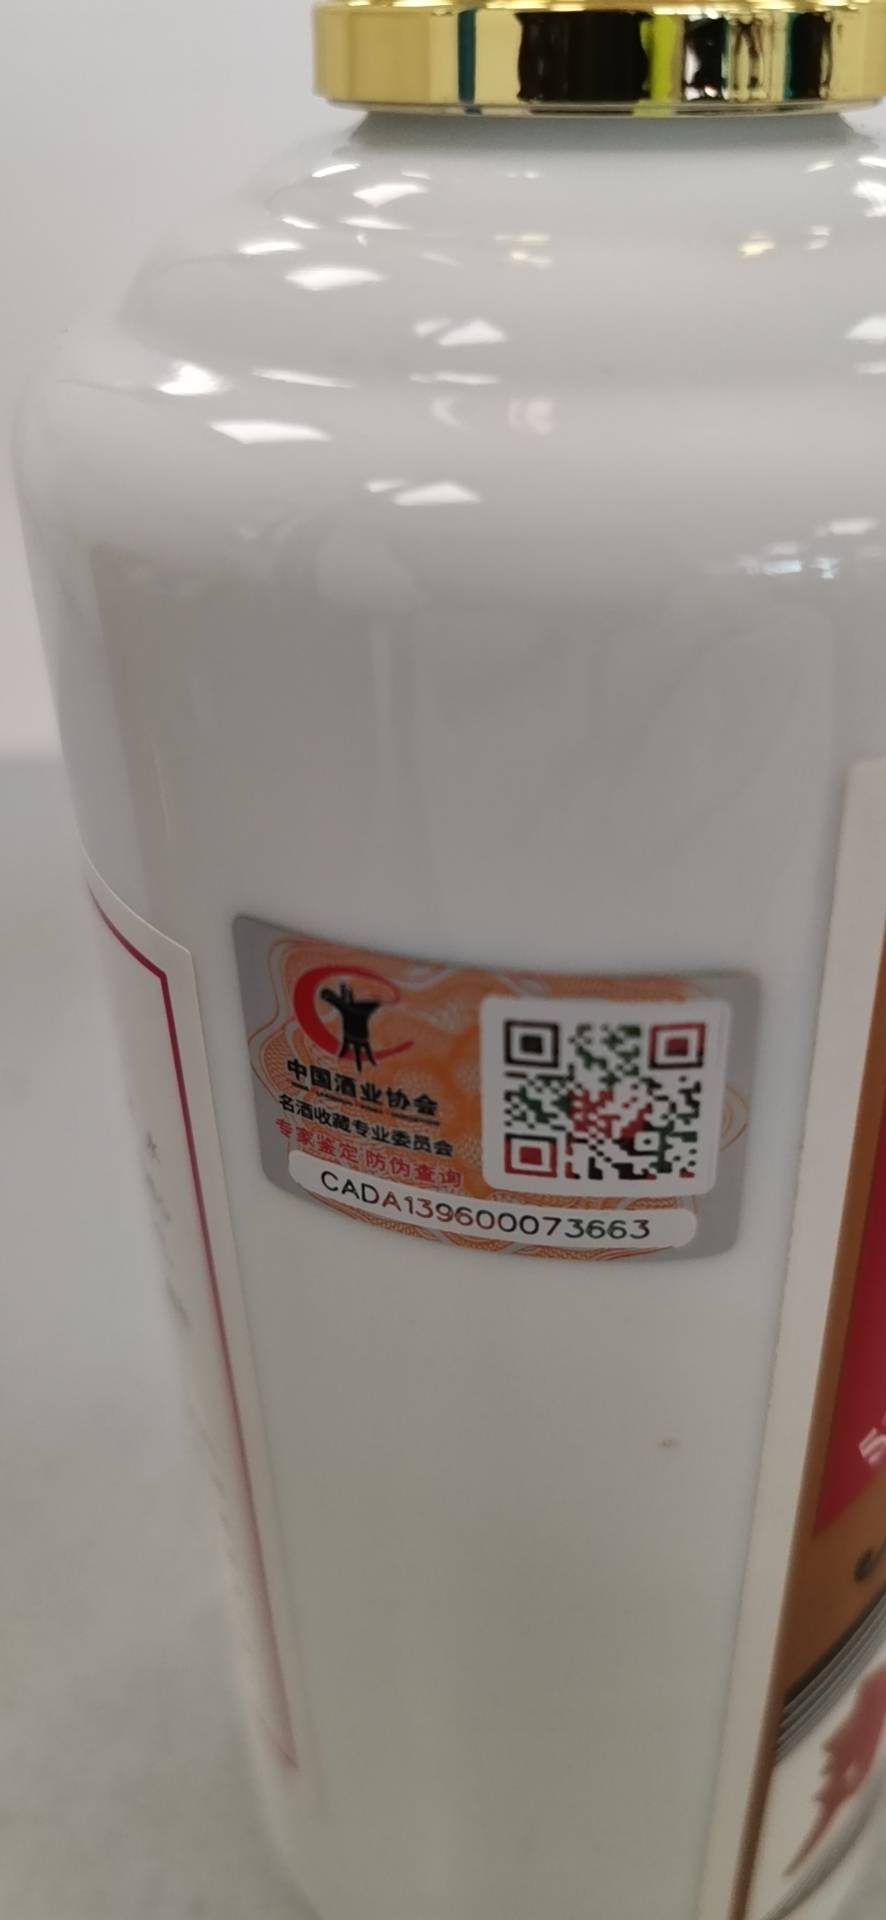 中国酒业协会
名酒收藏专业委员会
专家鉴定 防伪查询
CADA139600073663